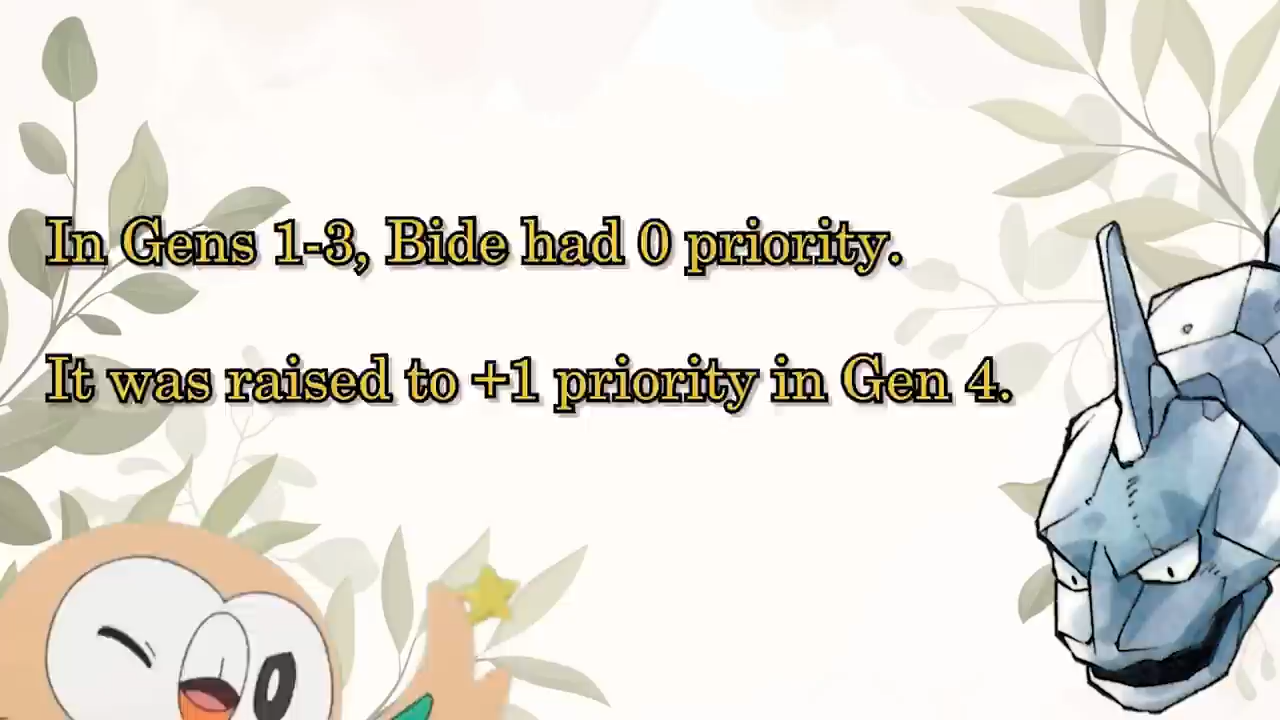 In Gens 1-3, Bide had 0 priority.
It was raised to +1 priority in Gen 4.